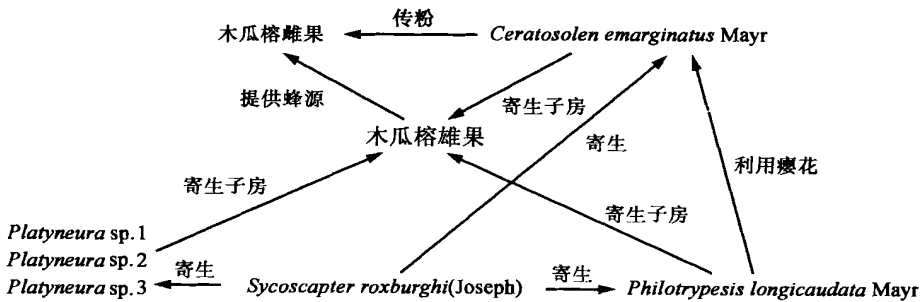 木瓜榕雌果
传粉
Ceratosolen emarginatus Mayr
提供蜂源
寄生子房
木瓜榕雄果
寄生
利用瘿花
寄生子房
寄生子房
Platyneura sp.1
Platyneura sp.2
Platyneura sp.3
寄生
Sycoscapter roxburghi(Joseph)
寄生
Philotrypesis longicaudata Mayr